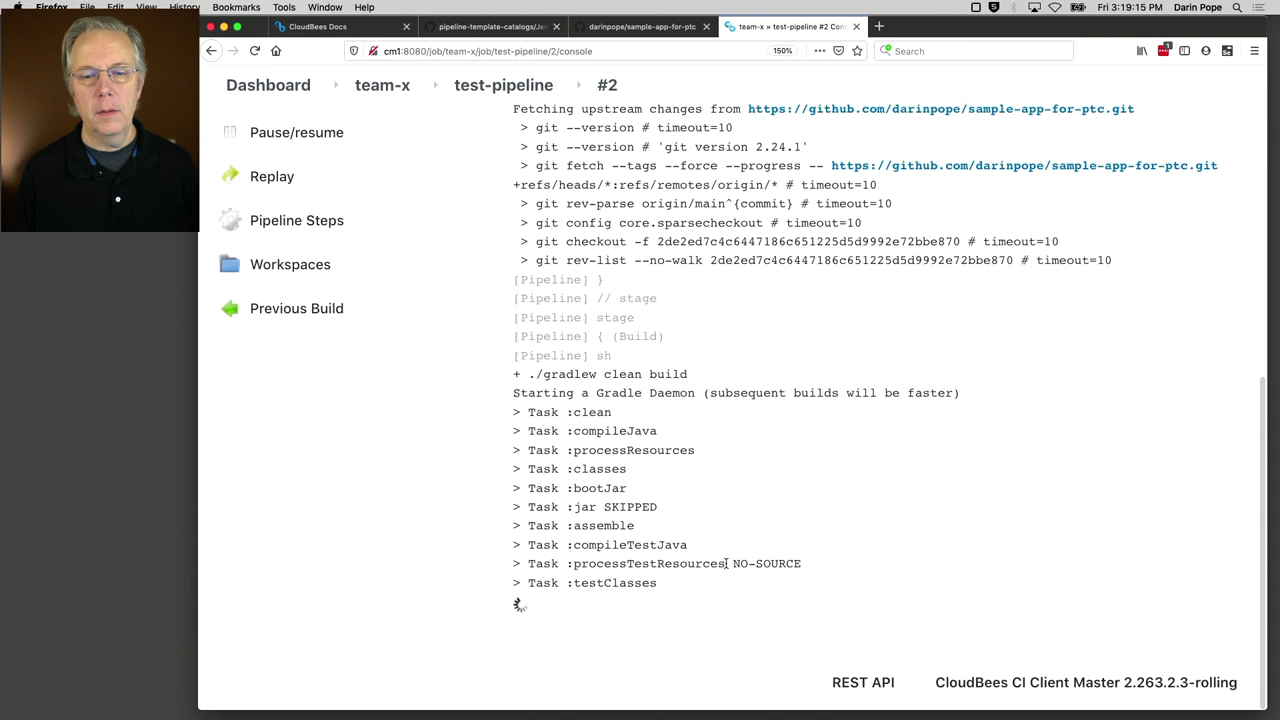 Firefox File Edit View History Bookmarks Tools Window Help
Fri 3:19:15 PM Darin Pope
CloudBees Docs
pipeline-template-catalogs/Jen
darinpope/sample-app-for-ptc
team-x » test-pipeline #2 Cons
cm1:8080/job/team-x/job/test-pipeline/2/console
150%
Search
Dashboard
team-x
test-pipeline
#2
Pause/resume
Replay
Pipeline Steps
Workspaces
Previous Build
Fetching upstream changes from https://github.com/darinpope/sample-app-for-ptc.git
> git --version # timeout=10
> git --version # 'git version 2.24.1'
> git fetch --tags --force --progress -- https://github.com/darinpope/sample-app-for-ptc.git
+refs/heads/*:refs/remotes/origin/* # timeout=10
> git rev-parse origin/main^{commit} # timeout=10
> git config core.sparsecheckout # timeout=10
> git checkout -f 2de2ed7c4c6447186c651225d5d9992e72bbe870 # timeout=10
> git rev-list --no-walk 2de2ed7c4c6447186c651225d5d9992e72bbe870 # timeout=10
[Pipeline] }
[Pipeline] // stage
[Pipeline] stage
[Pipeline] { (Build)
[Pipeline] sh
+ ./gradlew clean build
Starting a Gradle Daemon (subsequent builds will be faster)
> Task :clean
> Task :compileJava
> Task :processResources
> Task :classes
> Task :bootJar
> Task :jar SKIPPED
> Task :assemble
> Task :compileTestJava
> Task :processTestResources NO-SOURCE
> Task :testClasses
REST API
CloudBees CI Client Master 2.263.2.3-rolling